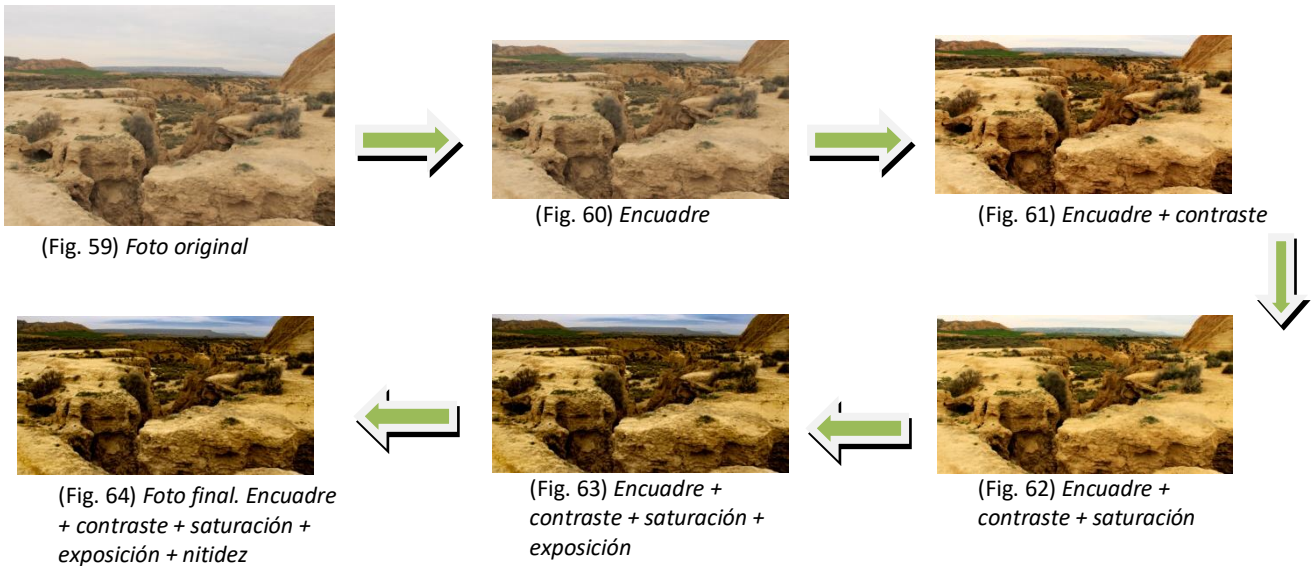 (Fig. 59) Foto original
(Fig. 60) Encuadre
(Fig. 61) Encuadre + contraste
(Fig. 62) Encuadre +
contraste + saturación
(Fig. 63) Encuadre +
contraste + saturación +
exposición
(Fig. 64) Foto final. Encuadre
+ contraste + saturación +
exposición + nitidez